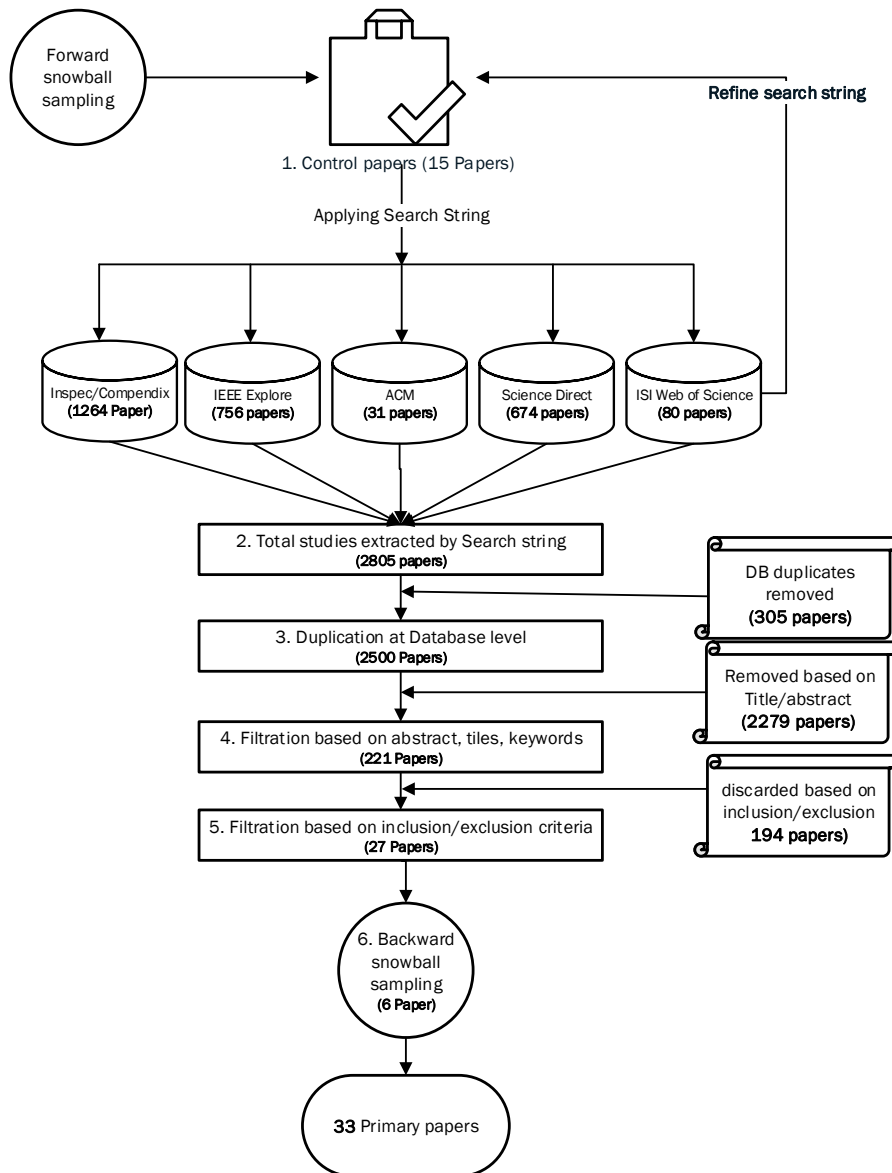 Forward
snowball
sampling
Refine search string
1. Control papers (15 Papers)
Applying Search String
Inspec/Compendix
(1264 Paper)
IEEE Explore
(756 papers)
ACM
(31 papers)
Science Direct
(674 papers)
ISI Web of Science
(80 papers)
2. Total studies extracted by Search string
(2805 papers)
DB duplicates
removed
(305 papers)
3. Duplication at Database level
(2500 Papers)
Removed based on
Title/abstract
(2279 papers)
4. Filtration based on abstract, tiles, keywords
(221 Papers)
discarded based on
inclusion/exclusion
194 papers)
5. Filtration based on inclusion/exclusion criteria
(27 Papers)
6. Backward
snowball
sampling
(6 Paper)
33 Primary papers